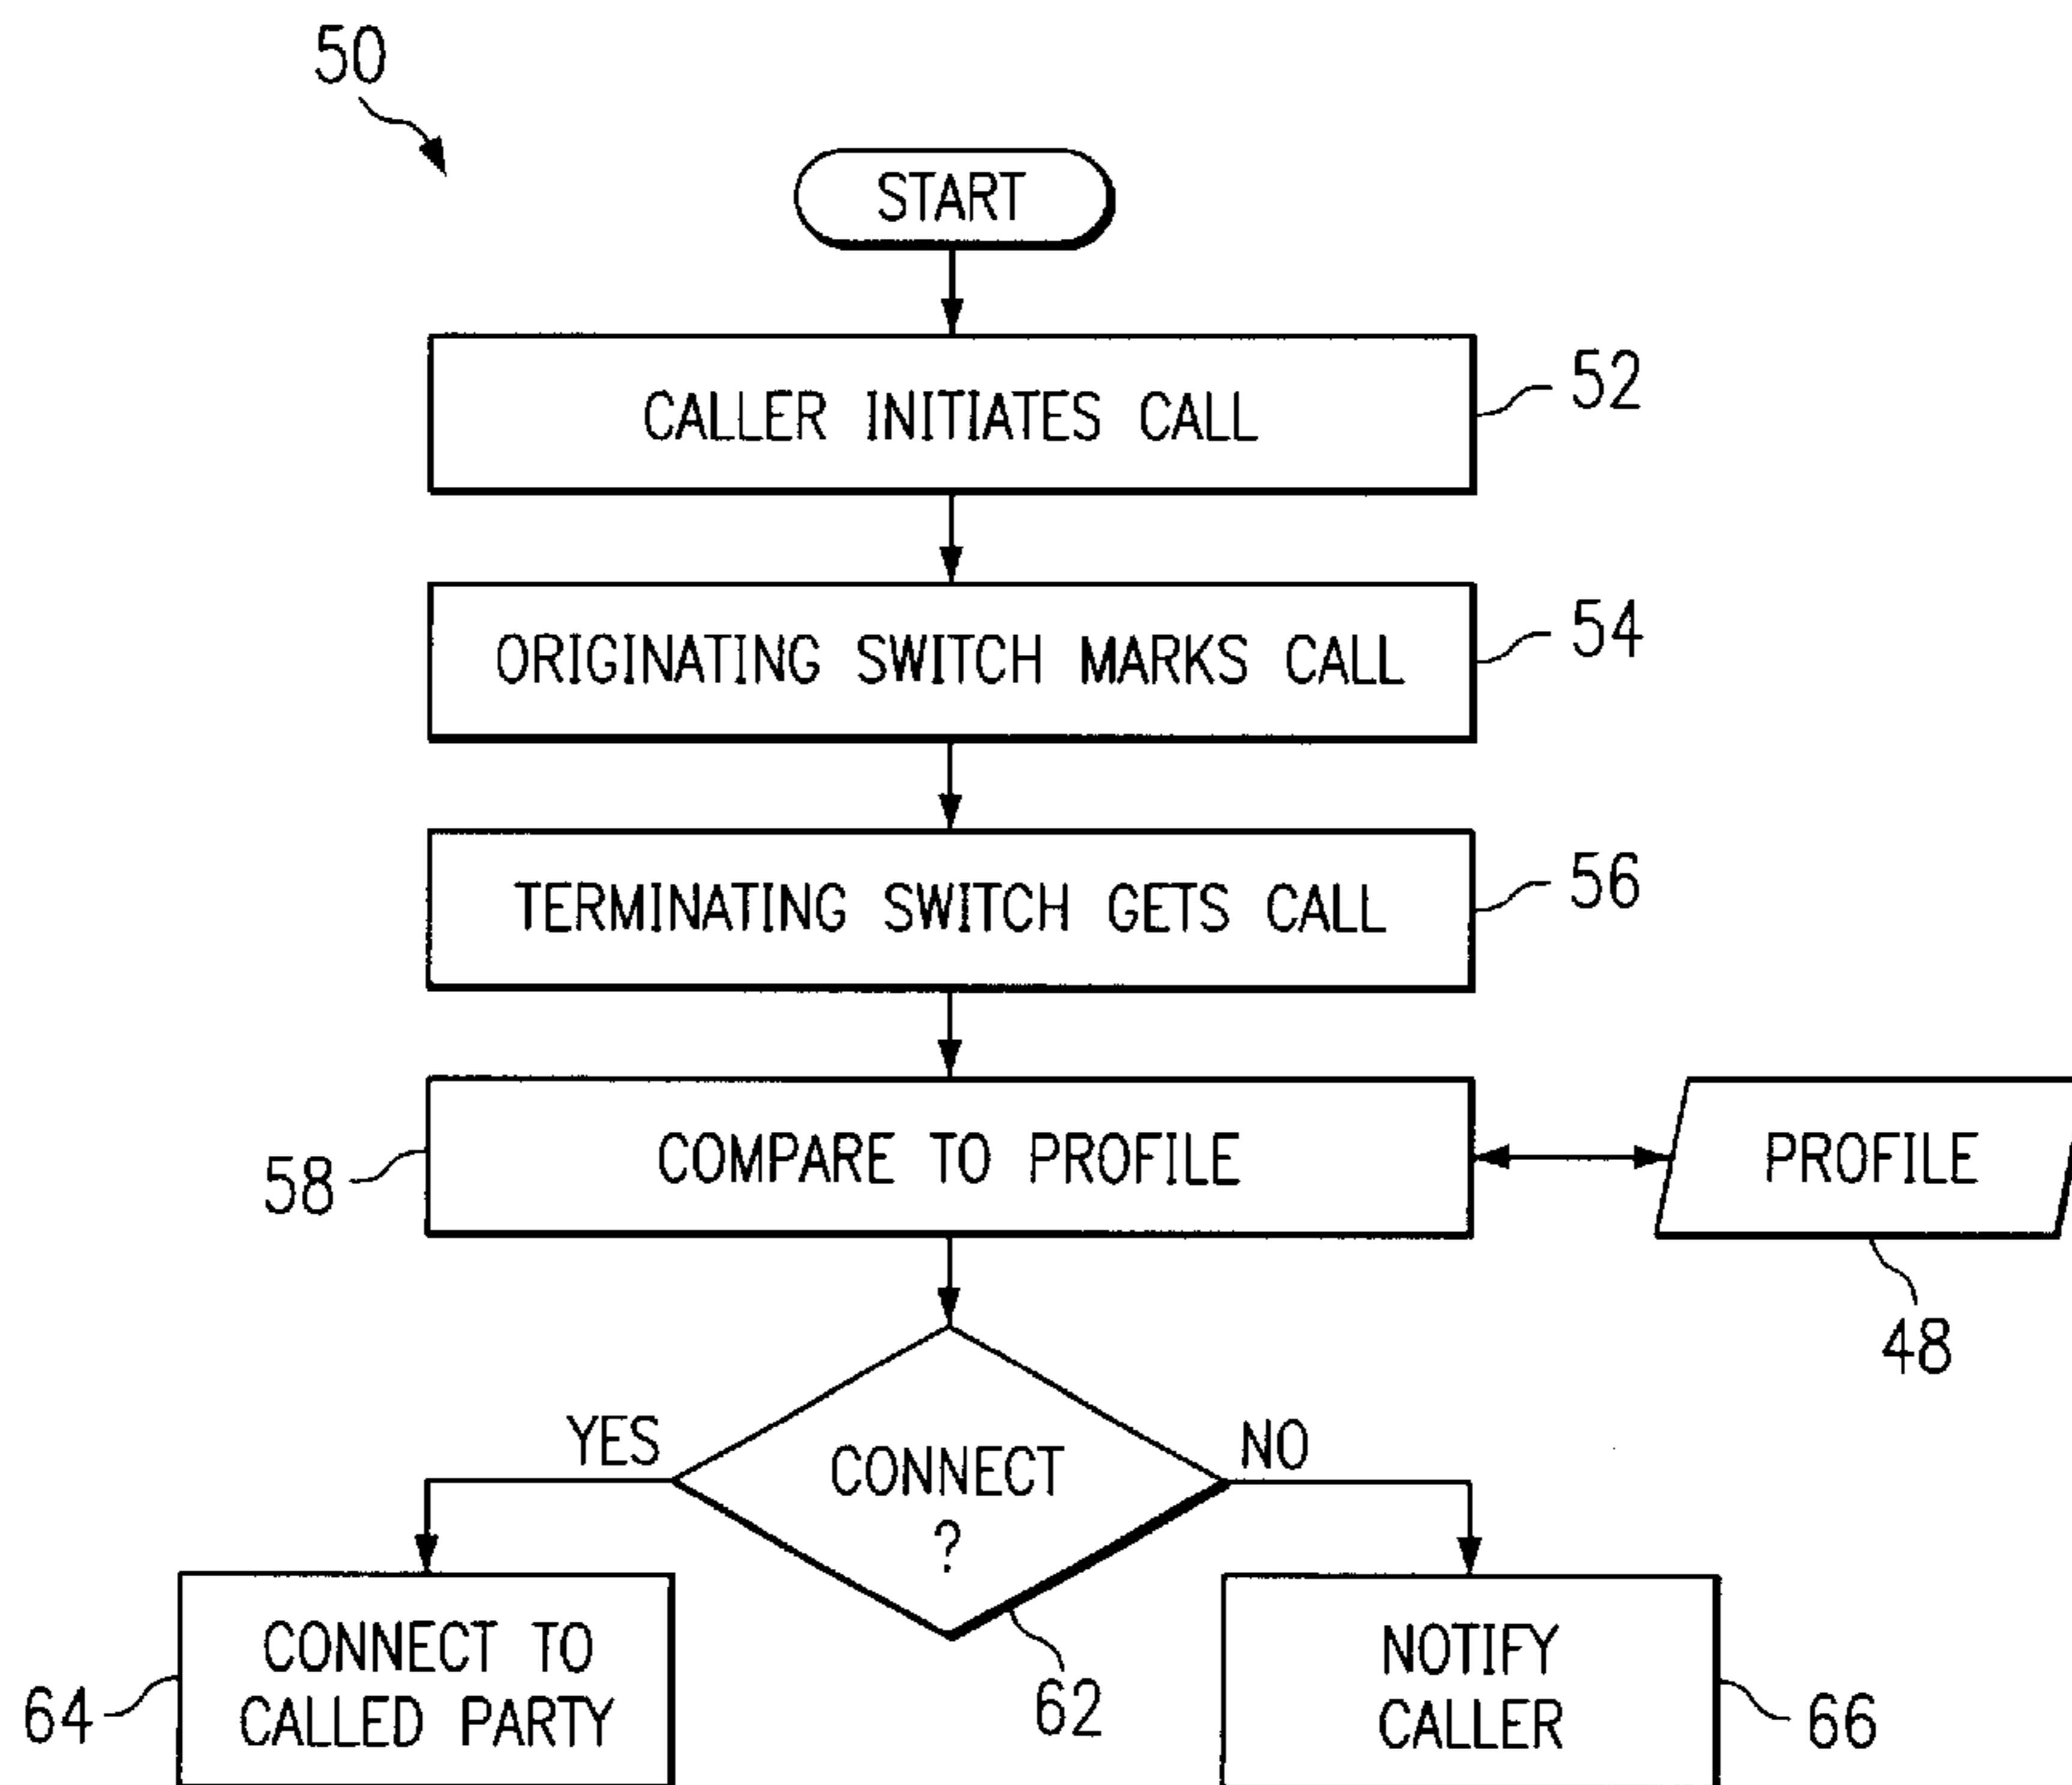 50
START
CALLER INITIATES CALL
52
ORIGINATING SWITCH MARKS CALL
54
TERMINATING SWITCH GETS CALL
56
COMPARE TO PROFILE
58
PROFILE
48
YES
CONNECT
?
NO
62
CONNECT TO
CALLED PARTY
64
NOTIFY
CALLER
66